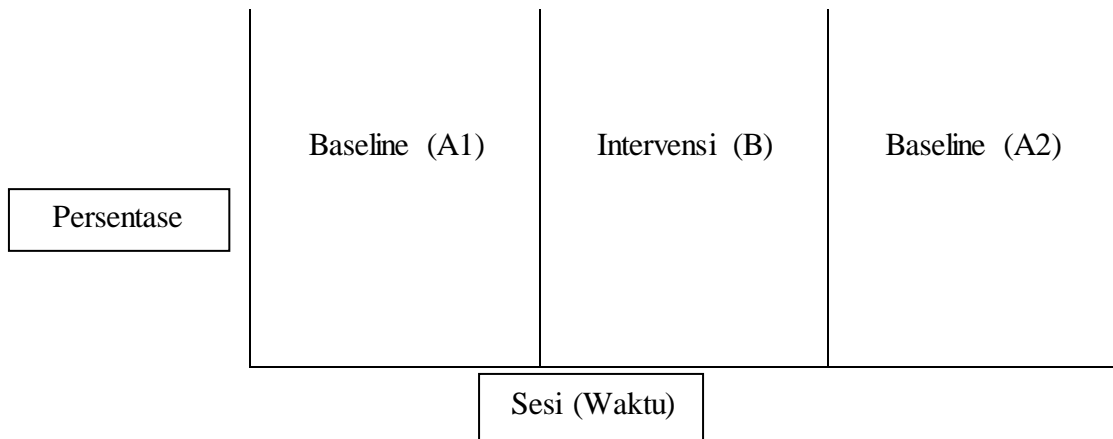 Baseline (A1) Intervensi (B) Baseline (A2)
Persentase
Sesi (Waktu)